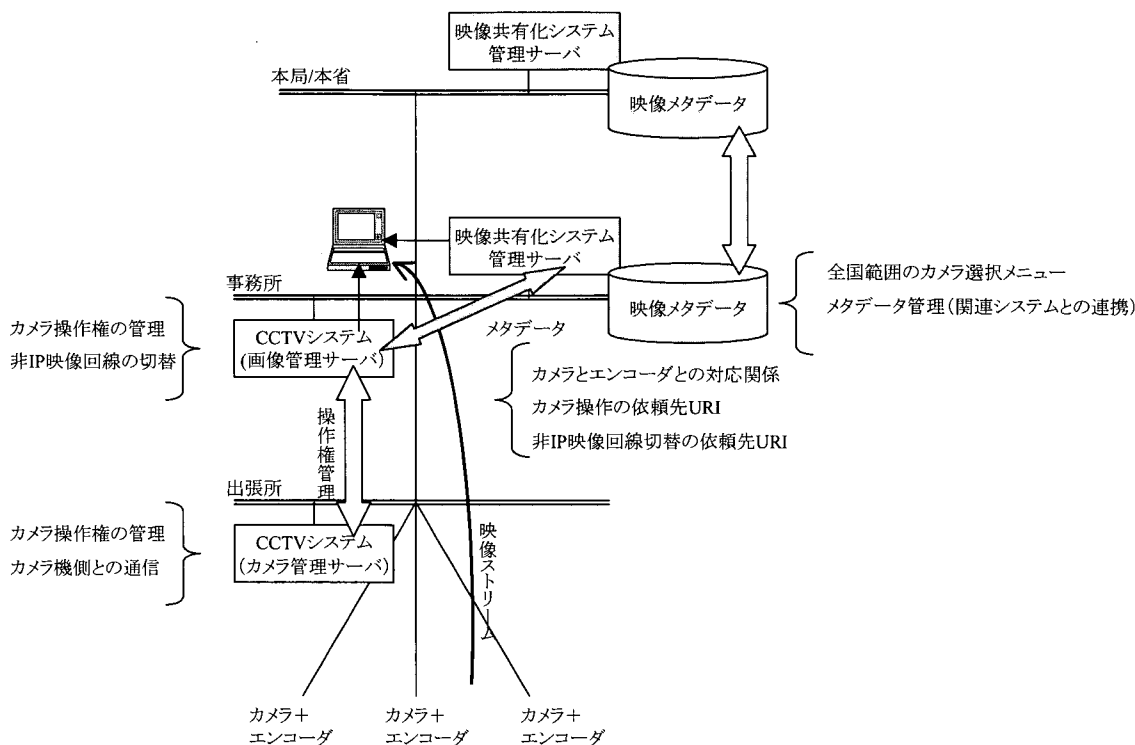 映像共有化システム
管理サーバ
本局/本省
映像メタデータ
映像共有化システム
管理サーバ
事務所
映像メタデータ
全国範囲のカメラ選択メニュー
メタデータ管理(関連システムとの連携)
カメラ操作権の管理
非IP映像回線の切替
CCTVシステム
(画像管理サーバ)
メタデータ
カメラとエンコーダとの対応関係
カメラ操作の依頼先URI
非IP映像回線切替の依頼先URI
操作権管理
出張所
カメラ操作権の管理
カメラ機側との通信
CCTVシステム
(カメラ管理サーバ)
映像ストリーム
カメラ+
エンコーダ
カメラ+
エンコーダ
カメラ+
エンコーダ